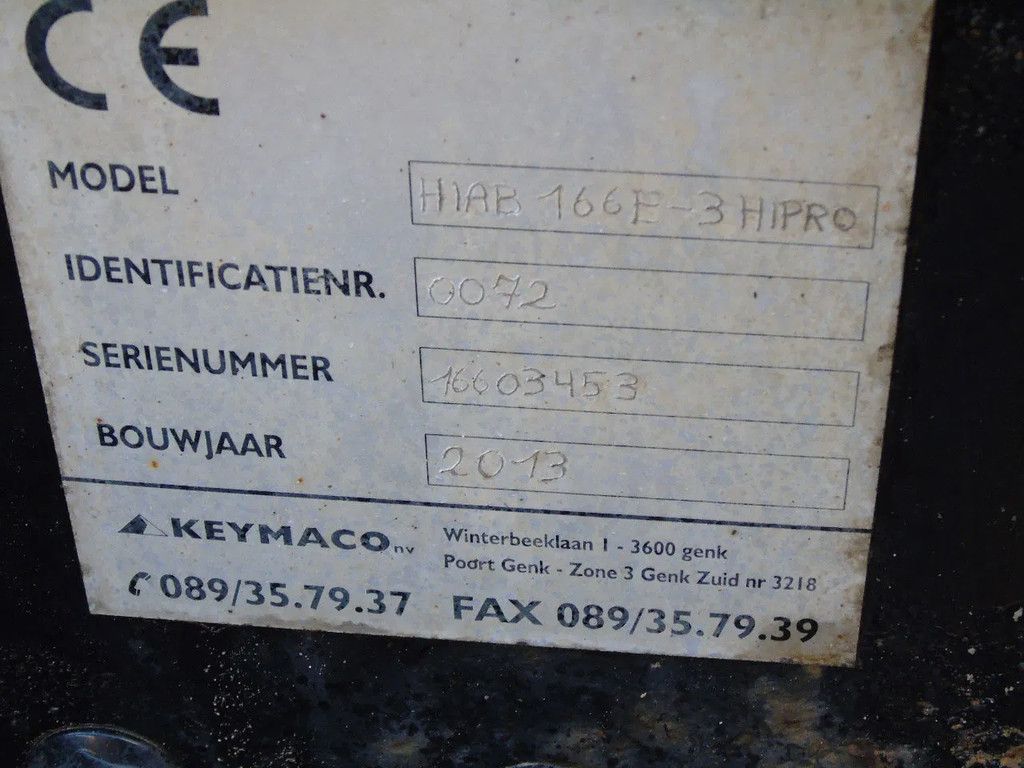 CE
MODEL HIAB 166E-3 HIPRO
IDENTIFICATIENR. 0072
SERIENUMMER 16603453
BOUWJAAR 2013
KEYMACO nv Winterbeeklaan 1 - 3600 genk
Poort Genk - Zone 3 Genk Zuid nr 3218
089/35.79.37 FAX 089/35.79.39